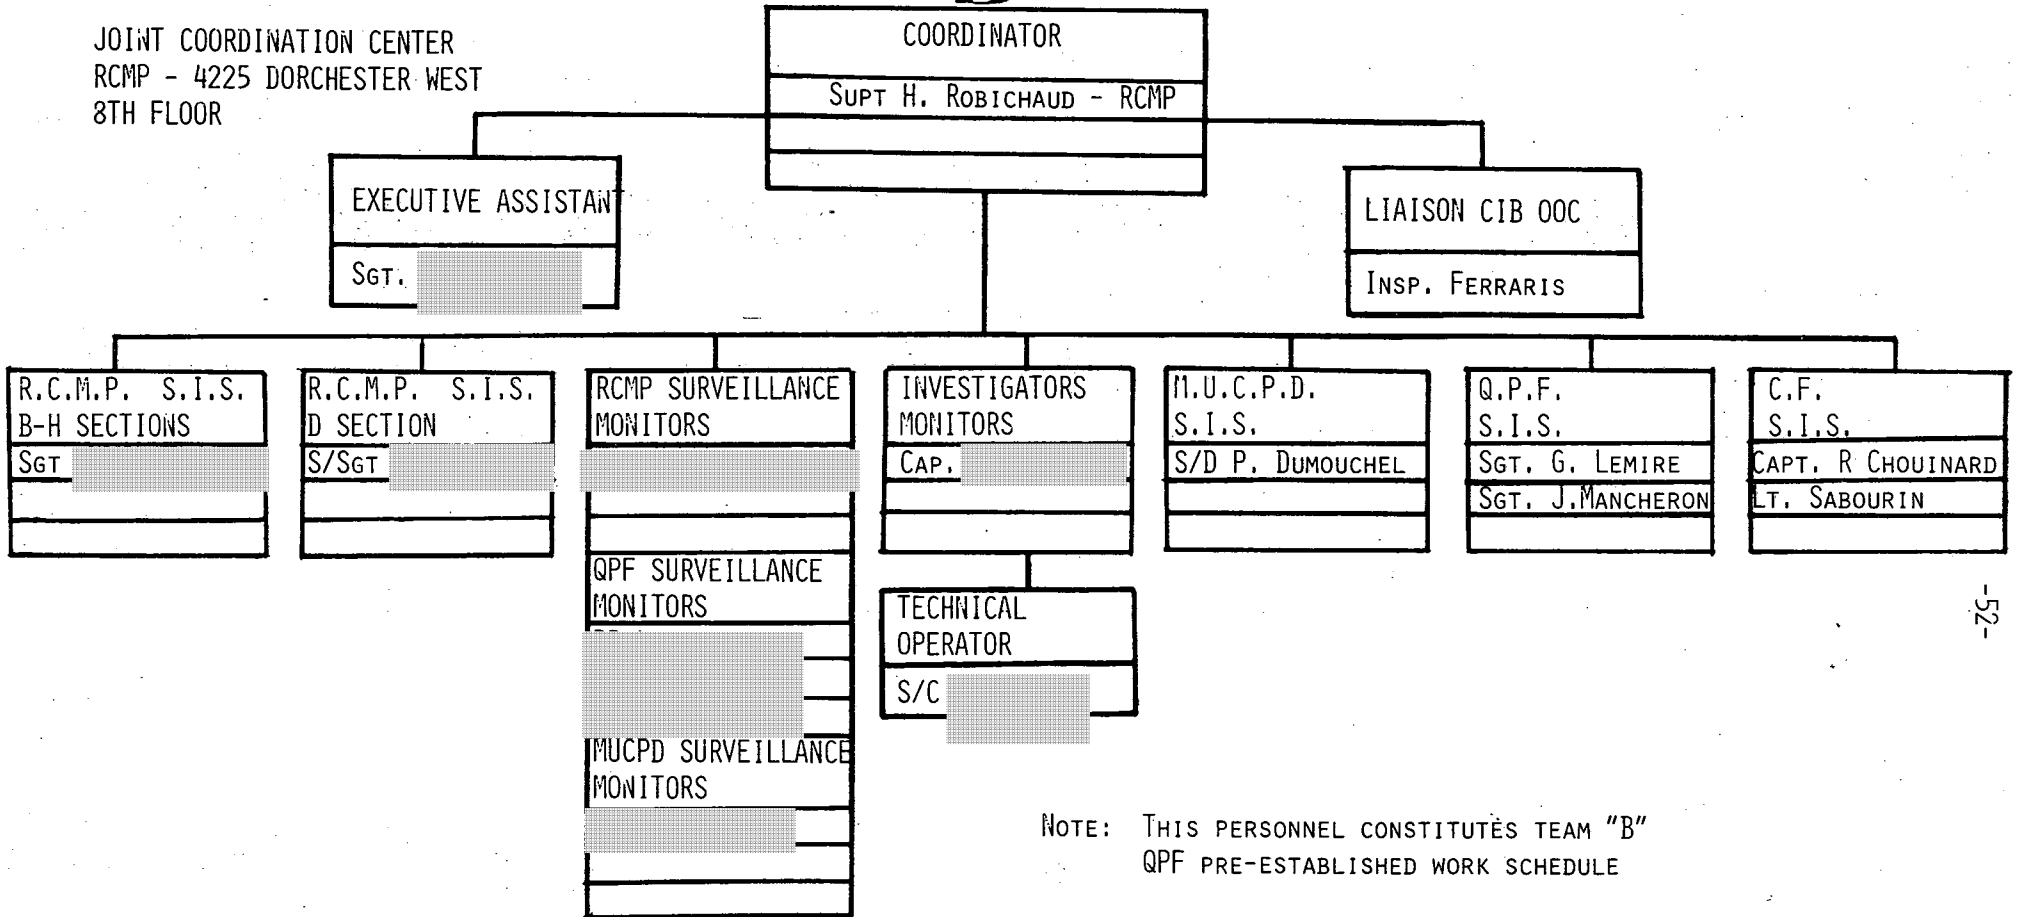 JOINT COORDINATION CENTER
RCMP - 4225 DORCHESTER WEST
8TH FLOOR
COORDINATOR
SUPT H. ROBICHAUD - RCMP
EXECUTIVE ASSISTANT
SGT.
LIAISON CIB OOC
INSP. FERRARIS
R.C.M.P. S.I.S.
B-H SECTIONS
SGT
R.C.M.P. S.I.S.
D SECTION
S/SGT
RCMP SURVEILLANCE
MONITORS
QPF SURVEILLANCE
MONITORS
MUCPD SURVEILLANCE
MONITORS
INVESTIGATORS
MONITORS
CAP.
TECHNICAL
OPERATOR
S/C
M.U.C.P.D.
S.I.S.
S/D P. DUMOUCHEL
Q.P.F.
S.I.S.
SGT. G. LEMIRE
SGT. J.MANCHERON
C.F.
S.I.S.
CAPT. R CHOUINARD
LT. SABOURIN
-52-
NOTE: THIS PERSONNEL CONSTITUTES TEAM "B"
QPF PRE-ESTABLISHED WORK SCHEDULE